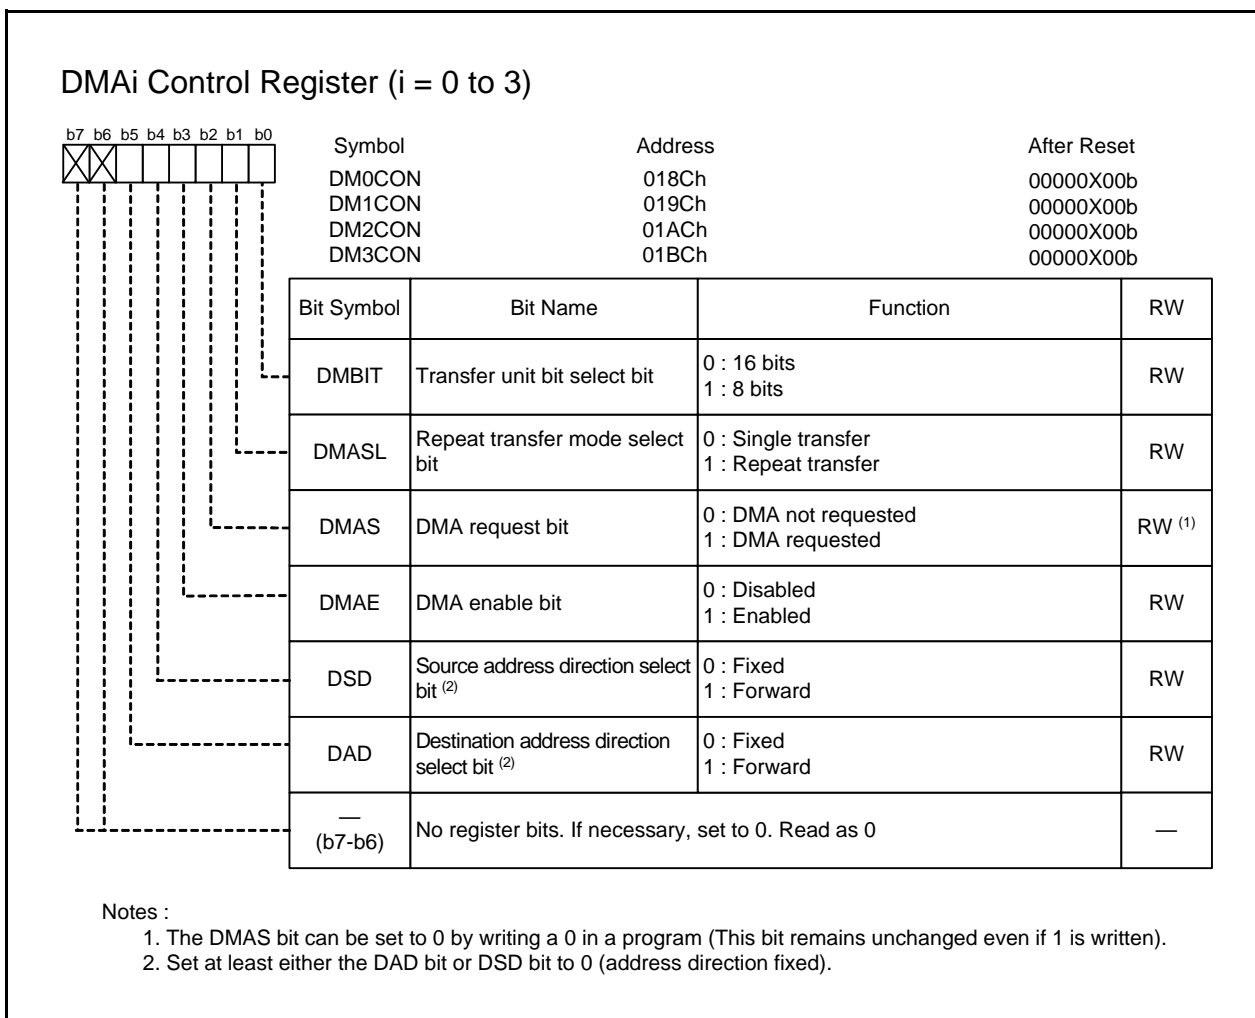 DMAi Control Register (i = 0 to 3)
b7 b6 b5 b4 b3 b2 b1 b0
Symbol Address After Reset
DM0CON 018Ch 00000X00b
DM1CON 019Ch 00000X00b
DM2CON 01ACh 00000X00b
DM3CON 01BCh 00000X00b
Bit Symbol Bit Name Function RW
DMBIT Transfer unit bit select bit 0 : 16 bits RW
1 : 8 bits
DMASL Repeat transfer mode select 0 : Single transfer RW
bit 1 : Repeat transfer
DMAS DMA request bit 0 : DMA not requested RW (1)
1 : DMA requested
DMAE DMA enable bit 0 : Disabled RW
1 : Enabled
DSD Source address direction select 0 : Fixed RW
bit (2) 1 : Forward
DAD Destination address direction 0 : Fixed RW
select bit (2) 1 : Forward
— No register bits. If necessary, set to 0. Read as 0 —
(b7-b6)
Notes :
1. The DMAS bit can be set to 0 by writing a 0 in a program (This bit remains unchanged even if 1 is written).
2. Set at least either the DAD bit or DSD bit to 0 (address direction fixed).